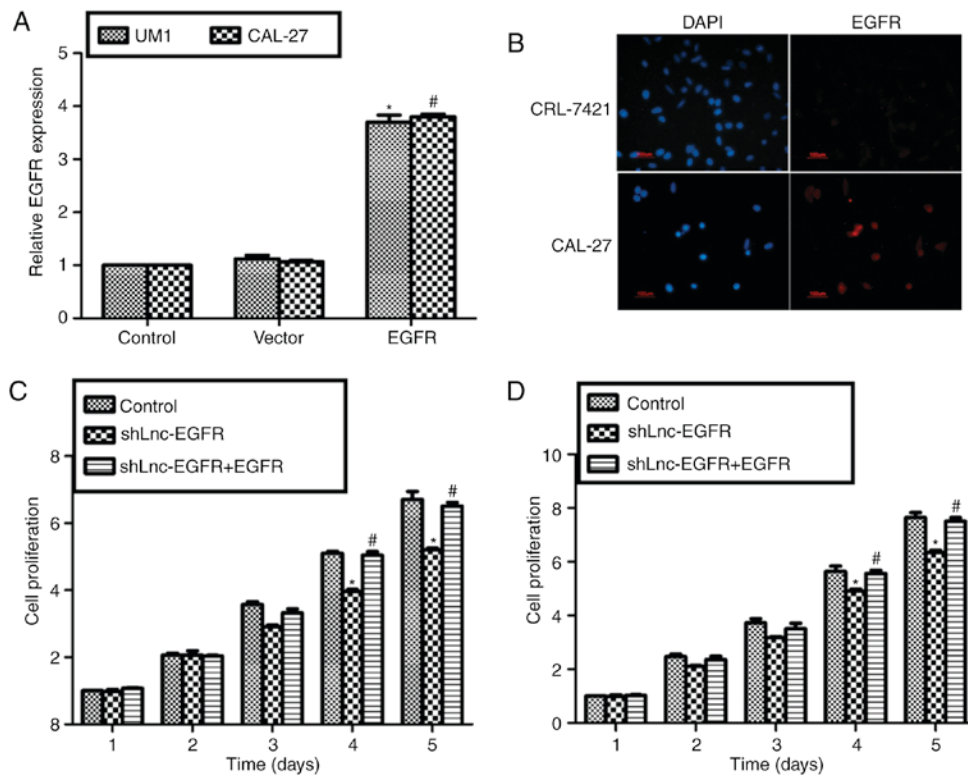 A
UM1 CAL-27
Relative EGFR expression
5
4
3
2
1
0
* #
Control Vector EGFR
B
DAPI EGFR
CRL-7421
CAL-27
C
Control
shLnc-EGFR
shLnc-EGFR+EGFR
Cell proliferation
8
6
4
2
8
* #
* #
1 2 3 4 5
Time (days)
D
Control
shLnc-EGFR
shLnc-EGFR+EGFR
Cell proliferation
10
8
6
4
2
0
* #
* #
1 2 3 4 5
Time (days)